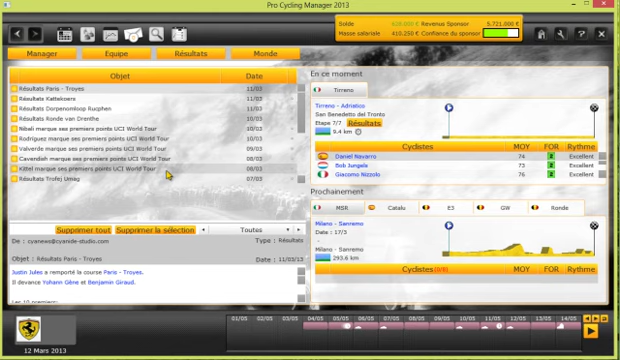 Pro Cycling Manager 2013
Solde 628.000 € Revenus Sponsor 5.721.000 €
Masse salariale 410.250 € Confiance du sponsor
Manager Equipe Résultats Monde
Objet Date
Résultats Paris - Troyes 11/03
Résultats Kattekoers 11/03
Résultats Dorpenomloop Rucphen 11/03
Résultats Ronde van Drenthe 10/03
Nibali marque ses premiers points UCI World Tour 09/03
Rodriguez marque ses premiers points UCI World Tour 09/03
Valverde marque ses premiers points UCI World Tour 09/03
Cavendish marque ses premiers points UCI World Tour 08/03
Kittel marque ses premiers points UCI World Tour 08/03
Résultats Trofej Umag 07/03
Supprimer tout Supprimer la sélection Toutes
De : cyanews@cyanide-studio.com Type : Résultats
Objet : Résultats Paris - Troyes Date : 11/03/13
Justin Jules a remporté la course Paris - Troyes.
Il devance Yohann Gène et Benjamin Giraud.
Les 10 premiers:
En ce moment
Tirreno
Tirreno - Adriatico
San Benedetto del Tronto
Etape 7/7 Résultats
9.4 km
Cyclistes MOY FOR Rythme
Daniel Navarro 74 2 Excellent
Bob Jungels 73 2 Excellent
Giacomo Nizzolo 76 2 Excellent
Prochainement
MSR Catalu E3 GW Ronde
Milano - Sanremo
Date : 17/3
-
Milano - Sanremo
293.6 km
Cyclistes (0/8) MOY FOR Rythme
12 Mars 2013
01/05 02/05 03/05 04/05 05/05 06/05 07/05 08/05 09/05 10/05 11/05 12/05 13/05 14/05